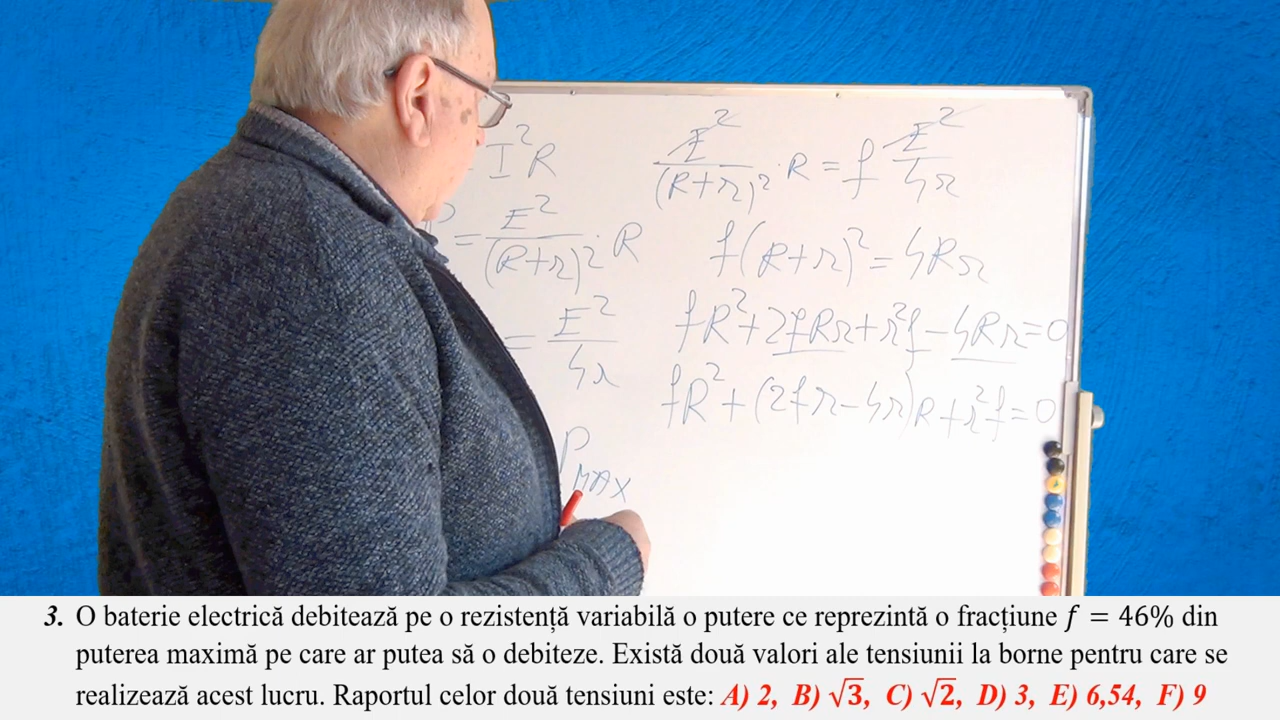 I²R
P = E²/(R+r)² · R
= E²/4r
P MAX
E²/(R+r)² · R = f E²/4r
f(R+r)² = 4Rr
fR² + 2fRr + r²f - 4Rr = 0
fR² + (2fr - 4r)R + r²f = 0
3. O baterie electrică debitează pe o rezistență variabilă o putere ce reprezintă o fracțiune f = 46% din
puterea maximă pe care ar putea să o debiteze. Există două valori ale tensiunii la borne pentru care se
realizează acest lucru. Raportul celor două tensiuni este: A) 2, B) √3, C) √2, D) 3, E) 6,54, F) 9